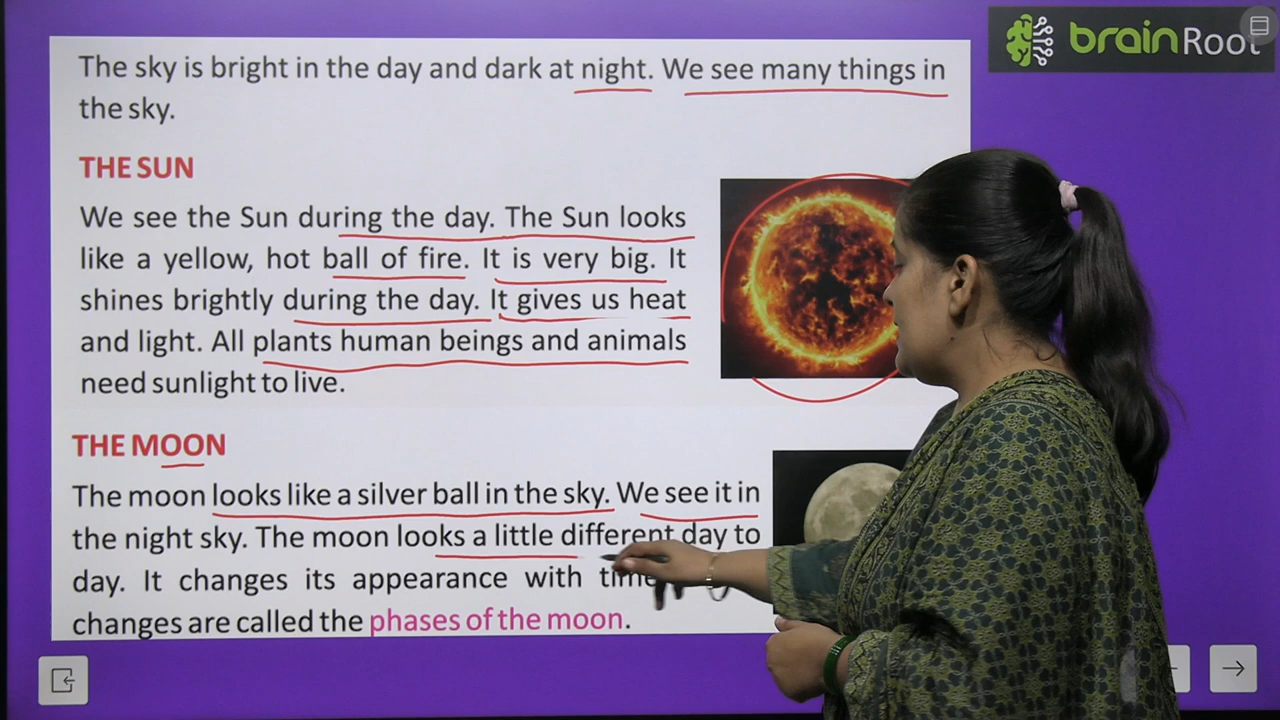 brainRoot
The sky is bright in the day and dark at night. We see many things in
the sky.
THE SUN
We see the Sun during the day. The Sun looks
like a yellow, hot ball of fire. It is very big. It
shines brightly during the day. It gives us heat
and light. All plants human beings and animals
need sunlight to live.
THE MOON
The moon looks like a silver ball in the sky. We see it in
the night sky. The moon looks a little different day to
day. It changes its appearance with time
changes are called the phases of the moon.